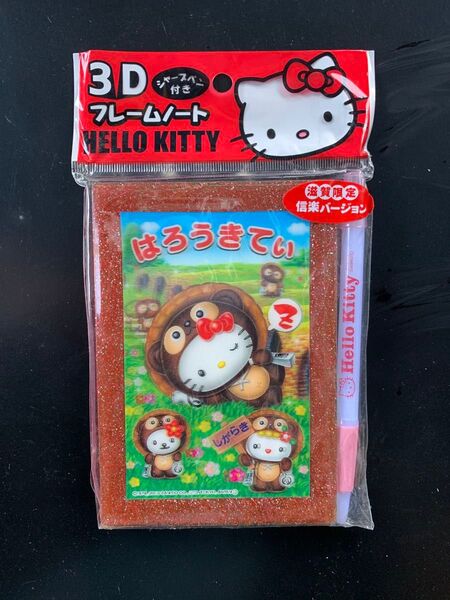 3D
シャープペン
付き
フレームノート
HELLO KITTY
滋賀限定
信楽バージョン
はろうきてぃ
しがらき
Hello Kitty